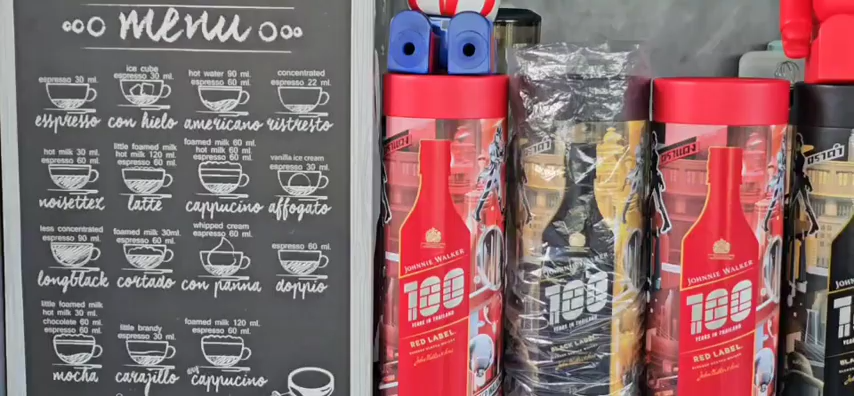 menu
espresso 30 ml.
espresso
ice cube
espresso 30 ml.
con hielo
hot water 90 ml.
espresso 60 ml.
americano
concentrated
espresso 22 ml.
ristresto
hot milk 30 ml.
espresso 60 ml.
noisettex
little foamed milk
hot milk 120 ml.
espresso 60 ml.
latte
foamed milk 60 ml.
hot milk 60 ml.
espresso 60 ml.
cappucino
vanilla ice cream
espresso 30 ml.
affogato
less concentrated
espresso 90 ml.
longblack
foamed milk 30ml.
espresso 60 ml.
cortado
whipped cream
espresso 60 ml.
con panna
espresso 60 ml.
doppio
little foamed milk
hot milk 30 ml.
chocolate 60 ml.
espresso 60 ml.
mocha
little brandy
espresso 30 ml.
carajillo
foamed milk 120 ml.
espresso 60 ml.
cappucino
JOHNNIE WALKER
100
YEARS IN THAILAND
RED LABEL
100
YEARS IN THAILAND
BLACK LABEL
JOHNNIE WALKER
100
YEARS IN THAILAND
RED LABEL